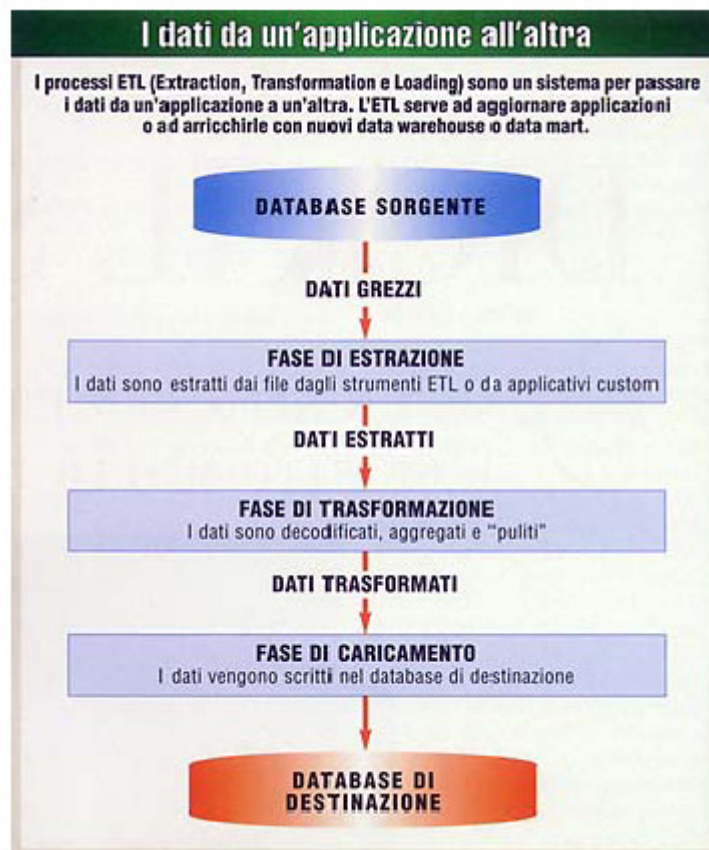 I dati da un'applicazione all'altra
I processi ETL (Extraction, Transformation e Loading) sono un sistema per passare
i dati da un'applicazione a un'altra. L'ETL serve ad aggiornare applicazioni
o ad arricchirle con nuovi data warehouse o data mart.
DATABASE SORGENTE
DATI GREZZI
FASE DI ESTRAZIONE
I dati sono estratti dai file dagli strumenti ETL o da applicativi custom
DATI ESTRATTI
FASE DI TRASFORMAZIONE
I dati sono decodificati, aggregati e "puliti"
DATI TRASFORMATI
FASE DI CARICAMENTO
I dati vengono scritti nel database di destinazione
DATABASE DI
DESTINAZIONE